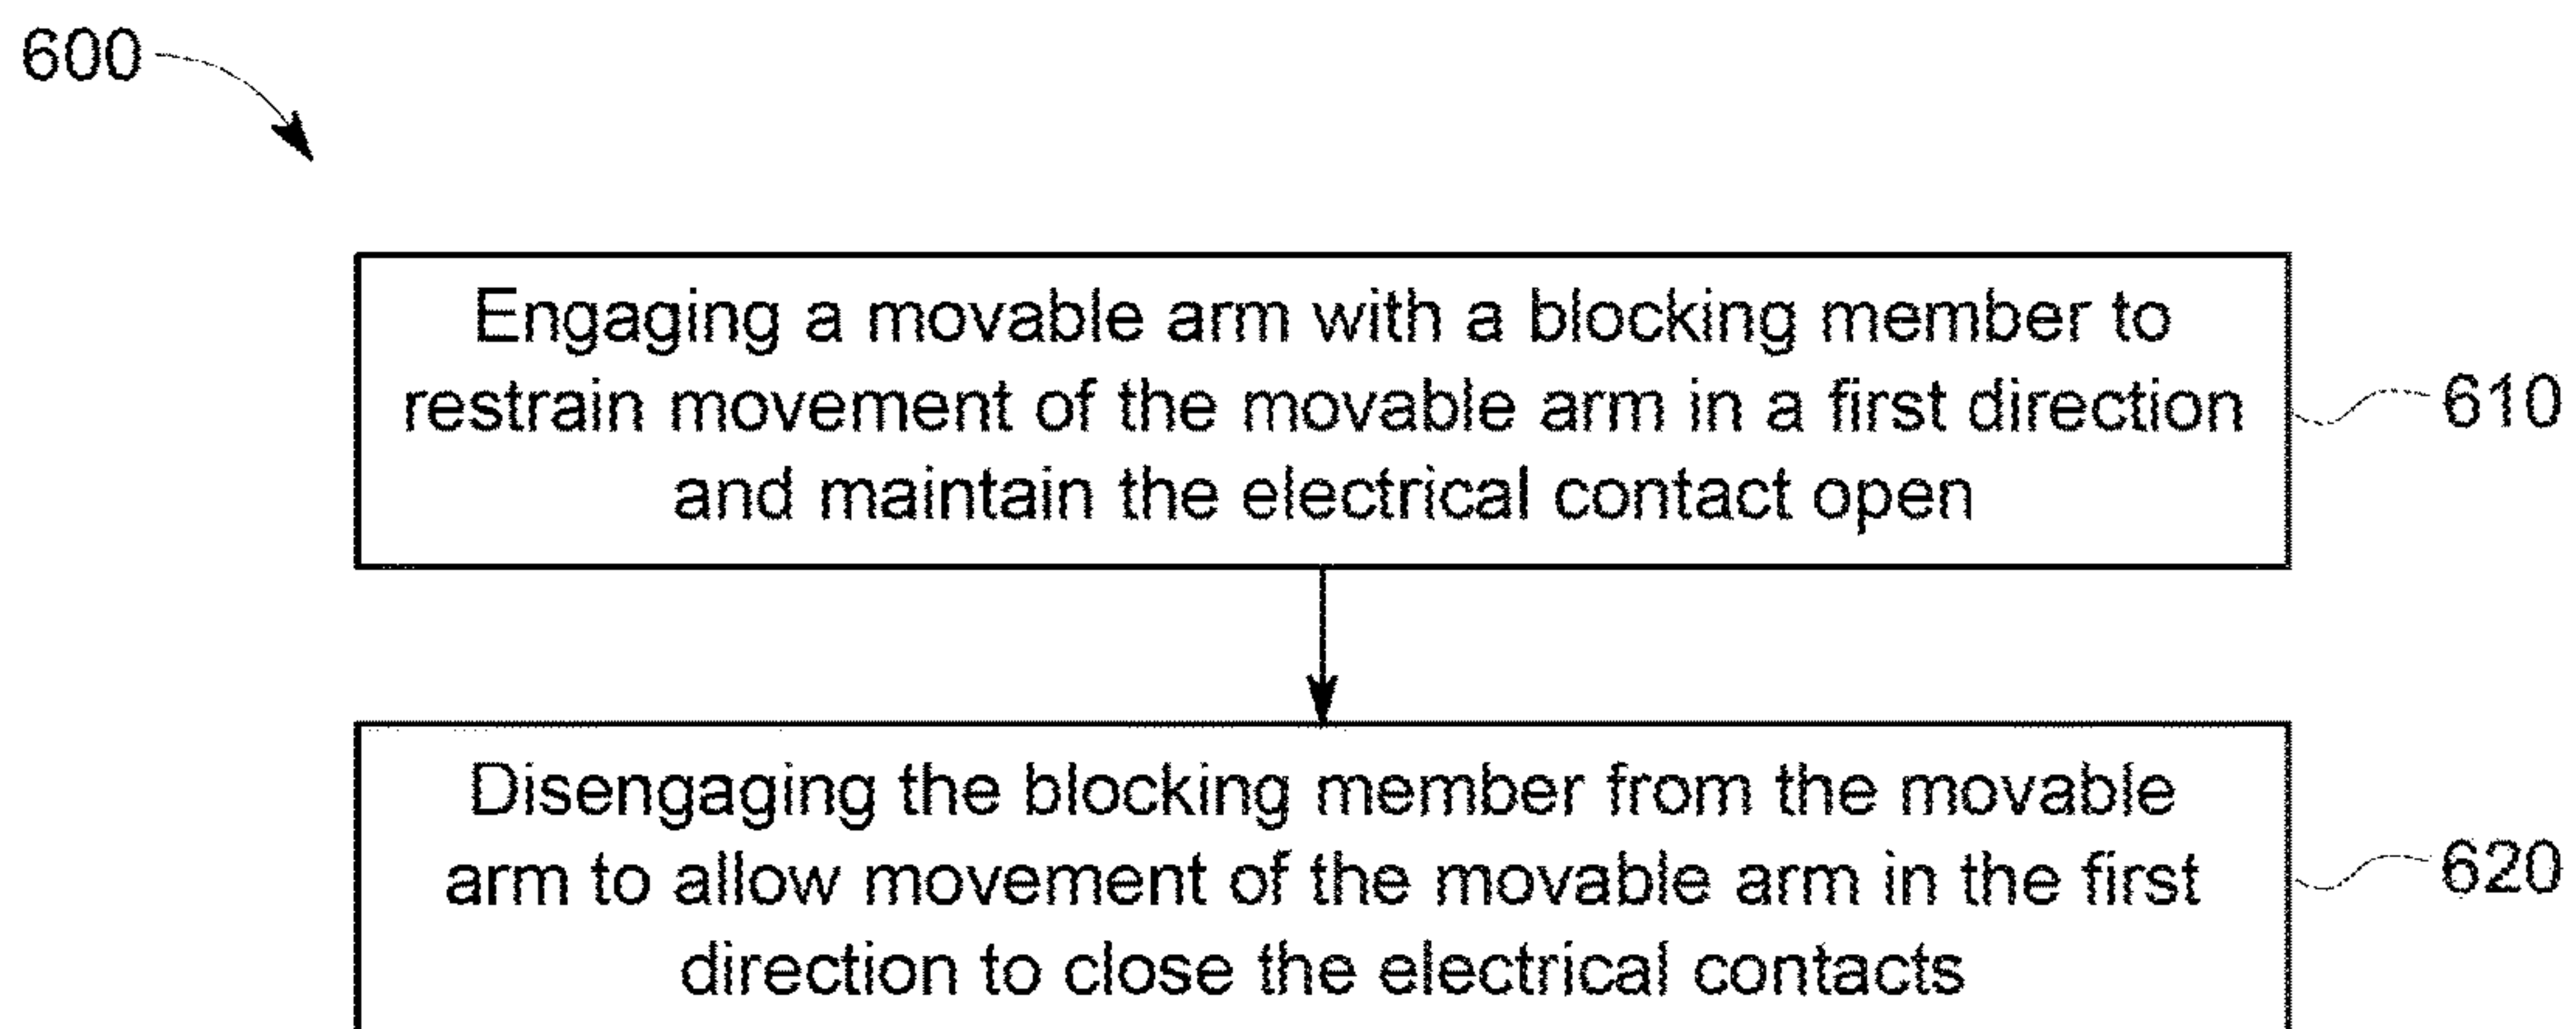 600
Engaging a movable arm with a blocking member to
restrain movement of the movable arm in a first direction
and maintain the electrical contact open
610
Disengaging the blocking member from the movable
arm to allow movement of the movable arm in the first
direction to close the electrical contacts
620